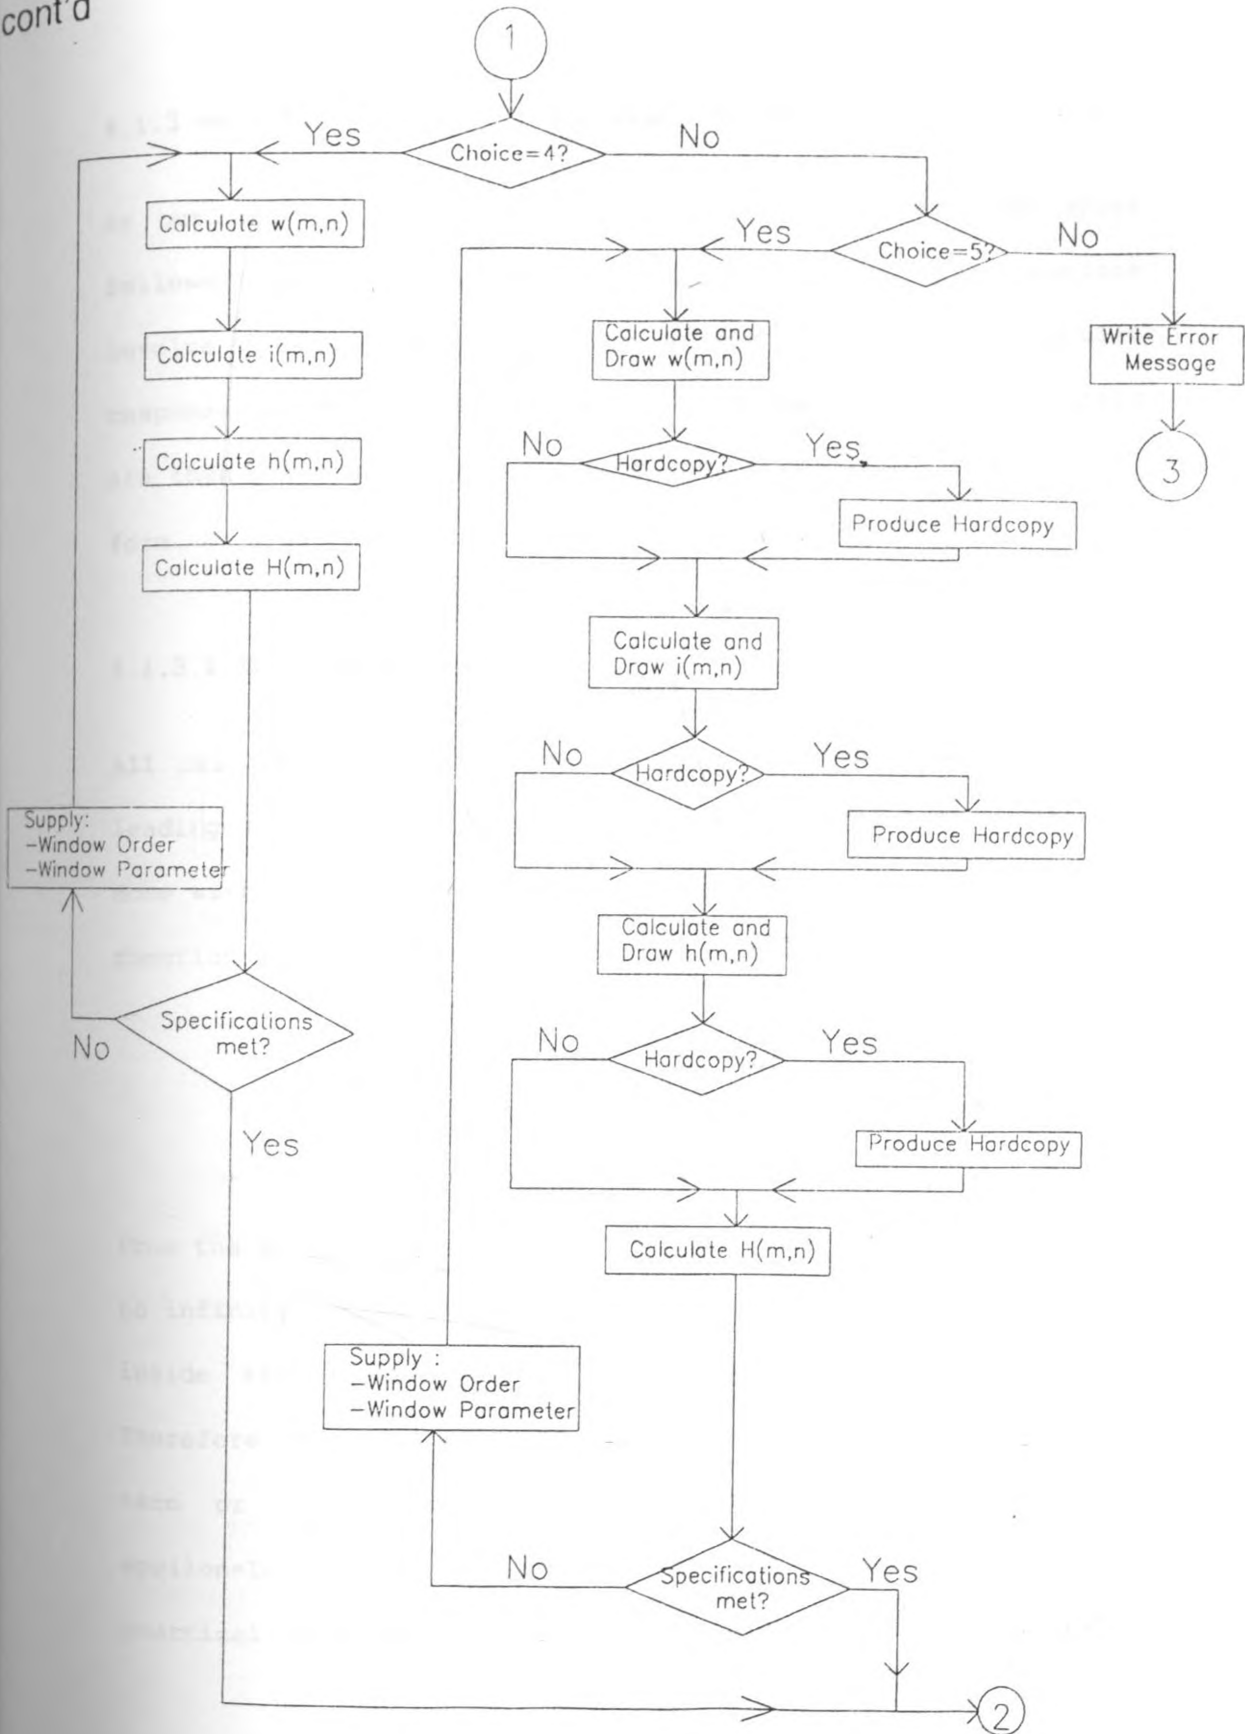 cont'd
1
Choice=4?
Yes
No
Calculate w(m,n)
Calculate i(m,n)
Calculate h(m,n)
Calculate H(m,n)
Supply:
-Window Order
-Window Parameter
Specifications
met?
No
Yes
Choice=5?
Yes
No
Write Error
Message
3
Calculate and
Draw w(m,n)
Hardcopy?
No
Yes
Produce Hardcopy
Calculate and
Draw i(m,n)
Hardcopy?
No
Yes
Produce Hardcopy
Calculate and
Draw h(m,n)
Hardcopy?
No
Yes
Produce Hardcopy
Calculate H(m,n)
Supply :
-Window Order
-Window Parameter
Specifications
met?
No
Yes
2